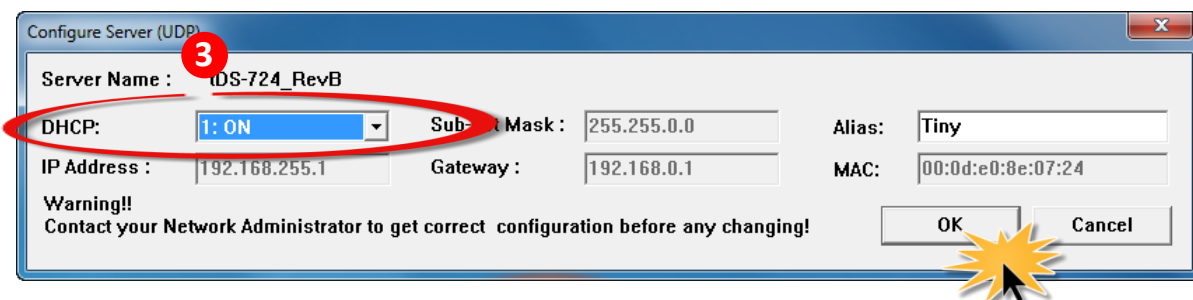 Configure Server (UDP)
3
Server Name : tDS-724_RevB
DHCP: 1: ON Sub-net Mask : 255.255.0.0 Alias: Tiny
IP Address : 192.168.255.1 Gateway : 192.168.0.1 MAC: 00:0d:e0:8e:07:24
Warning!!
Contact your Network Administrator to get correct configuration before any changing!
OK Cancel